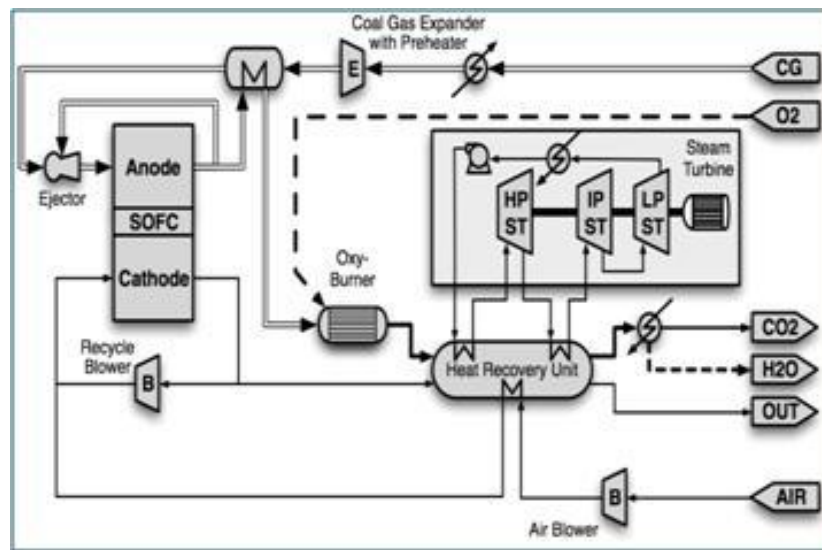 Coal Gas Expander
with Preheater
E
CG
O2
Steam
Turbine
Anode
Ejector
HP
ST
IP
ST
LP
ST
SOFC
Cathode
Oxy-
Burner
CO2
Recycle
Blower
B
Heat Recovery Unit
H2O
OUT
B
AIR
Air Blower